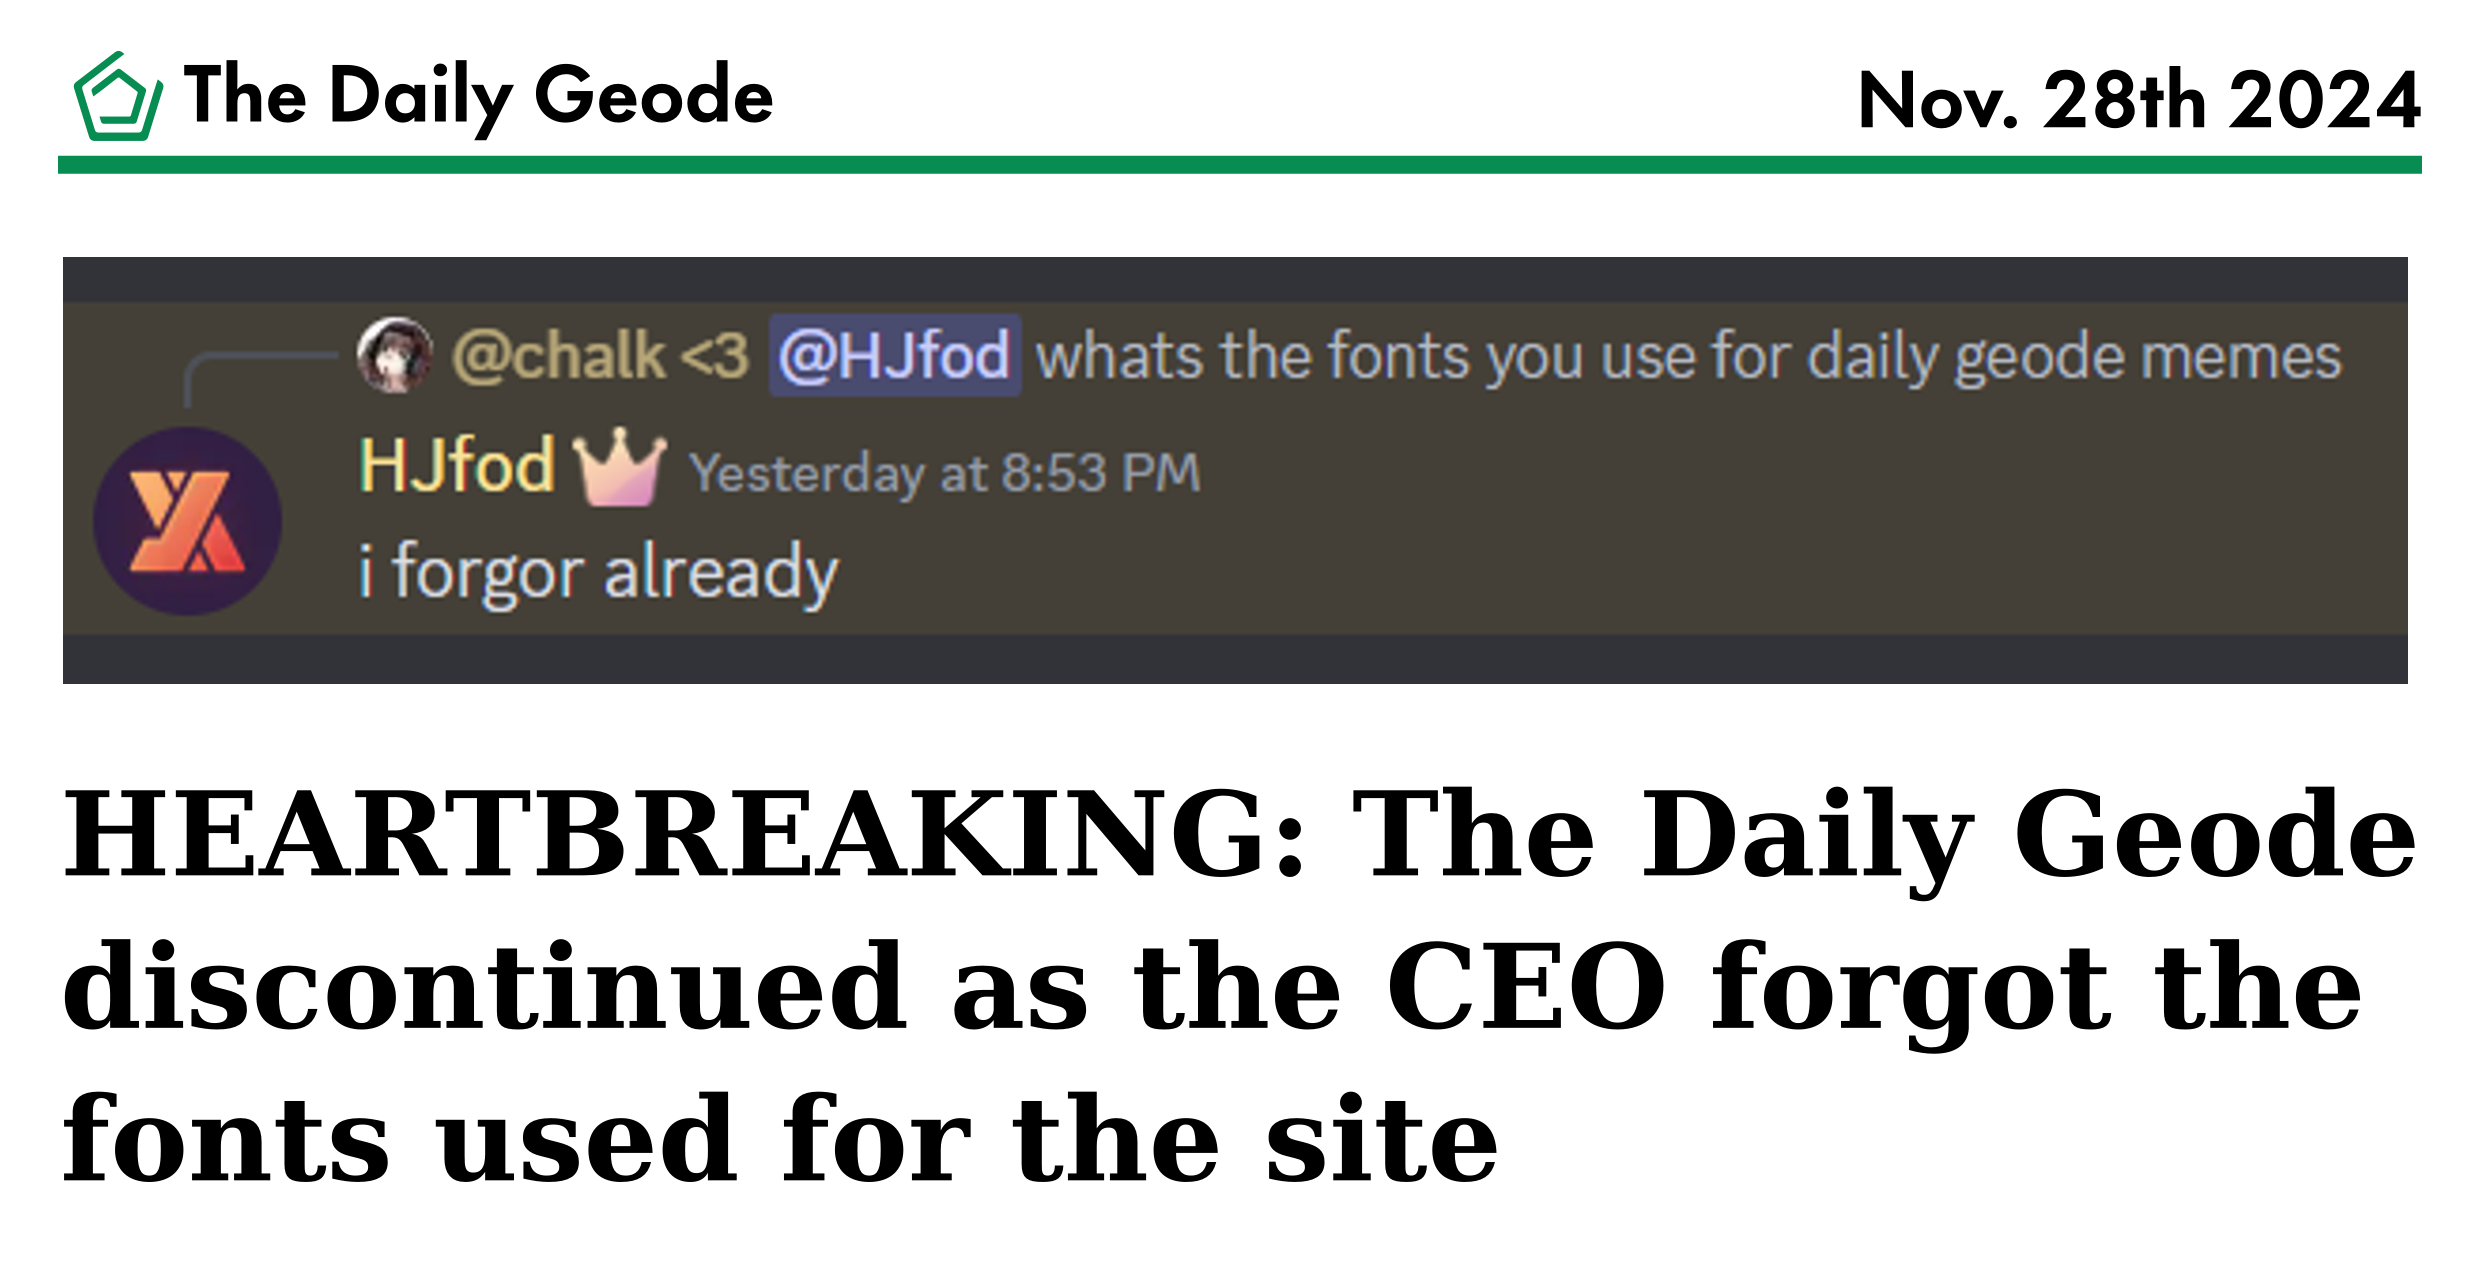 The Daily Geode
Nov. 28th 2024
@chalk <3 @HJfod whats the fonts you use for daily geode memes
HJfod Yesterday at 8:53 PM
i forgor already
HEARTBREAKING: The Daily Geode
discontinued as the CEO forgot the
fonts used for the site